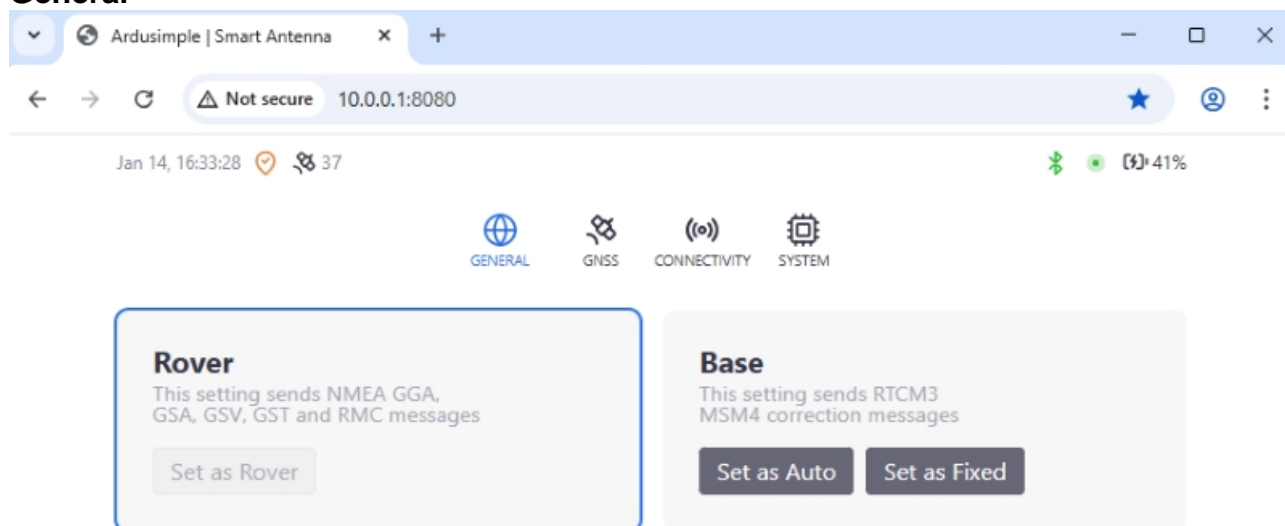 General
Ardusimple | Smart Antenna
Not secure 10.0.0.1:8080
Jan 14, 16:33:28 37 41%
GENERAL GNSS CONNECTIVITY SYSTEM
Rover
This setting sends NMEA GGA,
GSA, GSV, GST and RMC messages
Set as Rover
Base
This setting sends RTCM3
MSM4 correction messages
Set as Auto Set as Fixed